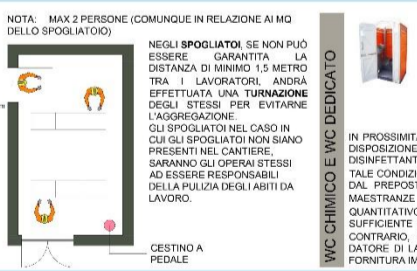 NOTA: MAX 2 PERSONE (COMUNQUE IN RELAZIONE AI MQ
DELLO SPOGLIATOIO)
NEGLI SPOGLIATOI, SE NON PUÒ
ESSERE GARANTITA LA
DISTANZA DI MINIMO 1,5 METRO
TRA I LAVORATORI, ANDRÀ
EFFETTUATA UNA TURNAZIONE
DEGLI STESSI PER EVITARNE
L'AGGREGAZIONE.
GLI SPOGLIATOI NEL CASO IN
CUI GLI SPOGLIATOI NON SIANO
PRESENTI NEL CANTIERE,
SARANNO GLI OPERAI STESSI
AD ESSERE RESPONSABILI
DELLA PULIZIA DEGLI ABITI DA
LAVORO.
CESTINO A
PEDALE
WC CHIMICO E WC DEDICATO
IN PROSSIMITA
DISPOSIZIONE
DISINFETTANT
TALE CONDIZI
DAL PREPOST
MAESTRANZE
QUANTITATIVO
SUFFICIENTE
CONTRARIO,
DATORE DI LA
FORNITURA IM